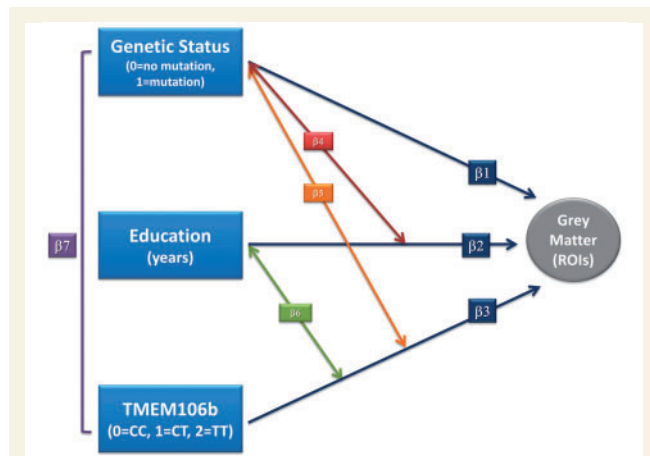 Genetic Status
(0=no mutation,
1=mutation)
β4
β5
β1
Education
(years)
β7
β2
Grey
Matter
(ROIs)
β6
β3
TMEM106b
(0=CC, 1=CT, 2=TT)